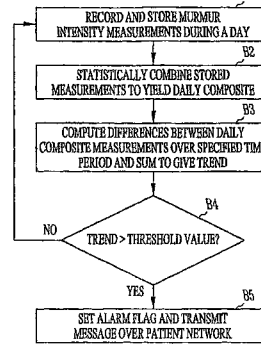 RECORD AND STORE MURMUR
INTENSITY MEASUREMENTS DURING A DAY
B2
STATISTICALLY COMBINE STORED
MEASUREMENTS TO YIELD DAILY COMPOSITE
B3
COMPUTE DIFFERENCES BETWEEN DAILY
COMPOSITE MEASUREMENTS OVER SPECIFIED TIM
PERIOD AND SUM TO GIVE TREND
B4
NO
TREND > THRESHOLD VALUE?
YES
B5
SET ALARM FLAG AND TRANSMIT
MESSAGE OVER PATIENT NETWORK